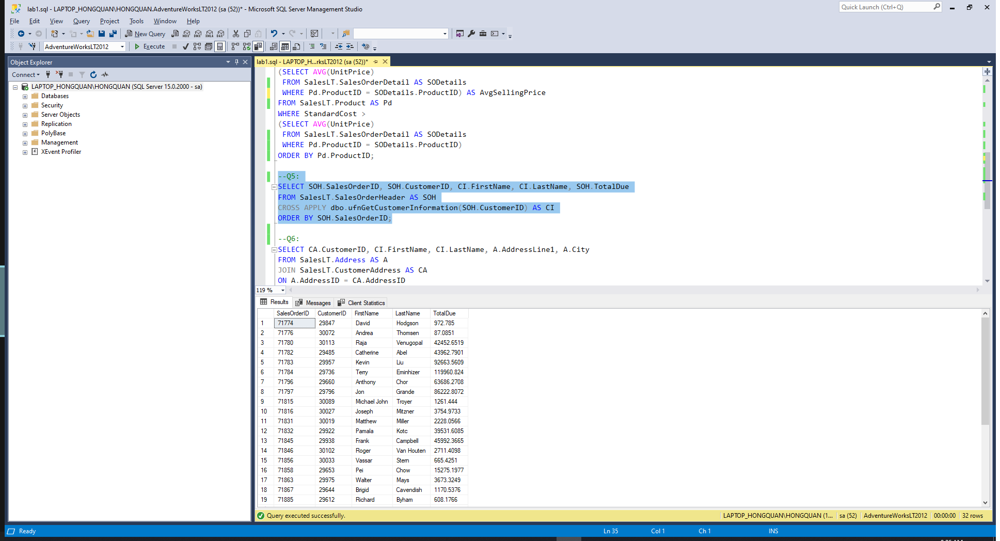 lab1.sql - LAPTOP_HONGQUAN\HONGQUAN.AdventureWorksLT2012 (sa (52))* - Microsoft SQL Server Management Studio
Quick Launch (Ctrl+Q)
File Edit View Query Project Tools Window Help
New Query MDX DMX XMLA DAX
AdventureWorksLT2012 Execute
Object Explorer
Connect
LAPTOP_HONGQUAN\HONGQUAN (SQL Server 15.0.2000 - sa)
Databases
Security
Server Objects
Replication
PolyBase
Management
XEvent Profiler
lab1.sql - LAPTOP_H...rksLT2012 (sa (52))*
(SELECT AVG(UnitPrice)
FROM SalesLT.SalesOrderDetail AS SODetails
WHERE Pd.ProductID = SODetails.ProductID) AS AvgSellingPrice
FROM SalesLT.Product AS Pd
WHERE StandardCost >
(SELECT AVG(UnitPrice)
FROM SalesLT.SalesOrderDetail AS SODetails
WHERE Pd.ProductID = SODetails.ProductID)
ORDER BY Pd.ProductID;
--Q5:
SELECT SOH.SalesOrderID, SOH.CustomerID, CI.FirstName, CI.LastName, SOH.TotalDue
FROM SalesLT.SalesOrderHeader AS SOH
CROSS APPLY dbo.ufnGetCustomerInformation(SOH.CustomerID) AS CI
ORDER BY SOH.SalesOrderID;
--Q6:
SELECT CA.CustomerID, CI.FirstName, CI.LastName, A.AddressLine1, A.City
FROM SalesLT.Address AS A
JOIN SalesLT.CustomerAddress AS CA
ON A.AddressID = CA.AddressID
119 %
Results Messages Client Statistics
SalesOrderID CustomerID FirstName LastName TotalDue
1 71774 29847 David Hodgson 972.785
2 71776 30072 Andrea Thomsen 87.0851
3 71780 30113 Raja Venugopal 42452.6519
4 71782 29485 Catherine Abel 43962.7901
5 71783 29957 Kevin Liu 92663.5609
6 71784 29736 Terry Eminhizer 119960.824
7 71796 29660 Anthony Chor 63686.2708
8 71797 29796 Jon Grande 86222.8072
9 71815 30089 Michael John Troyer 1261.444
10 71816 30027 Joseph Mitzner 3754.9733
11 71831 30019 Matthew Miller 2228.0566
12 71832 29922 Pamala Kotc 39531.6085
13 71845 29938 Frank Campbell 45992.3665
14 71846 30102 Roger Van Houten 2711.4098
15 71856 30033 Vassar Stern 665.4251
16 71858 29653 Pei Chow 15275.1977
17 71863 29975 Walter Mays 3673.3249
18 71867 29644 Brigid Cavendish 1170.5376
19 71885 29612 Richard Byham 608.1766
Query executed successfully.
LAPTOP_HONGQUAN\HONGQUAN (1... sa (52) AdventureWorksLT2012 00:00:00 32 rows
Ready Ln 35 Col 1 Ch 1 INS